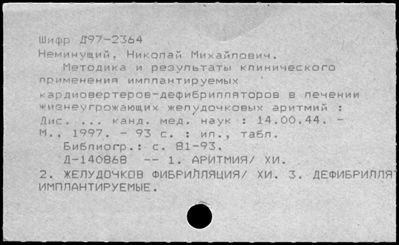 Шифр Д97-2364
Неминущий, Николай Михайлович.
Методика и результаты клинического
применения имплантируемых
кардиовертеров-дефибрилляторов в лечении
жизнеугрожающих желудочковых аритмий :
Дис. ... канд. мед. наук : 14.00.44. -
М., 1997. - 93 с. : ил., табл.
Библиогр.: с. 81-93.
Д-140868 -- 1. АРИТМИЯ/ ХИ.
2. ЖЕЛУДОЧКОВ ФИБРИЛЛЯЦИЯ/ ХИ. 3. ДЕФИБРИЛЛЯТ
ИМПЛАНТИРУЕМЫЕ.